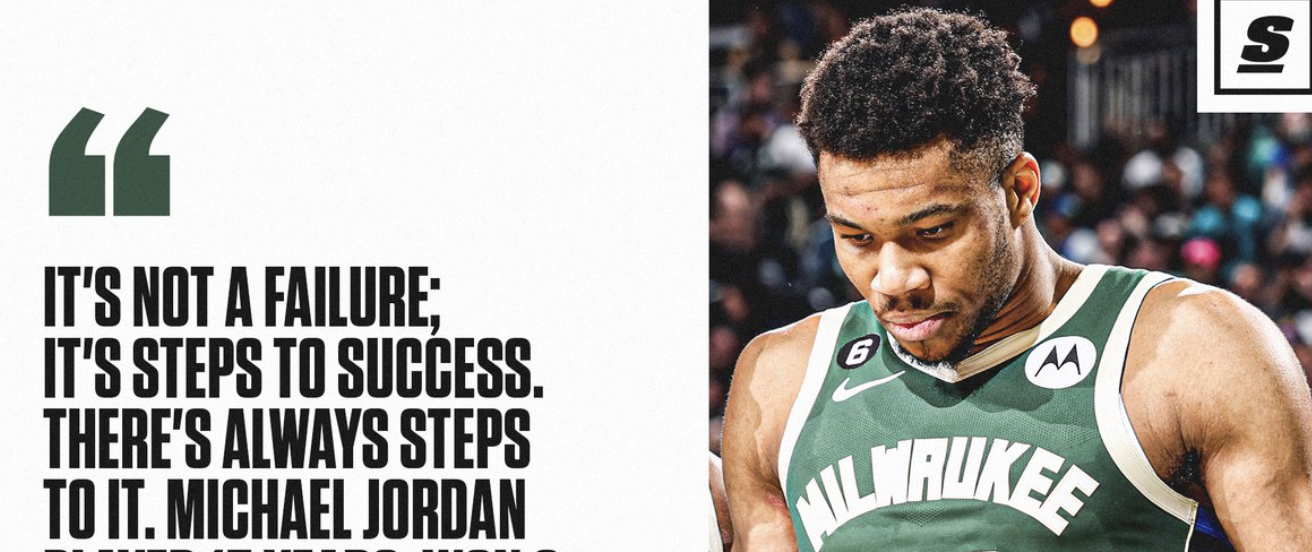 “
IT'S NOT A FAILURE;
IT'S STEPS TO SUCCESS.
THERE'S ALWAYS STEPS
TO IT. MICHAEL JORDAN
S
6
MILWAUKEE